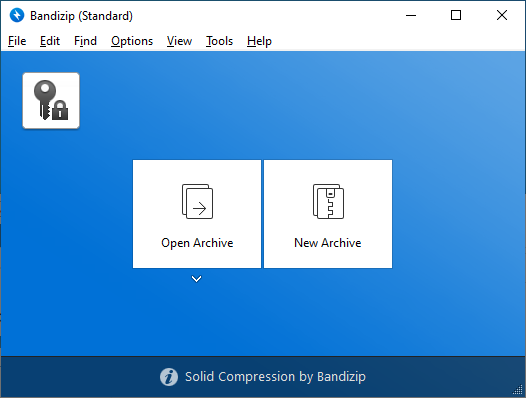 Bandizip (Standard)
File Edit Find Options View Tools Help
Open Archive
New Archive
Solid Compression by Bandizip